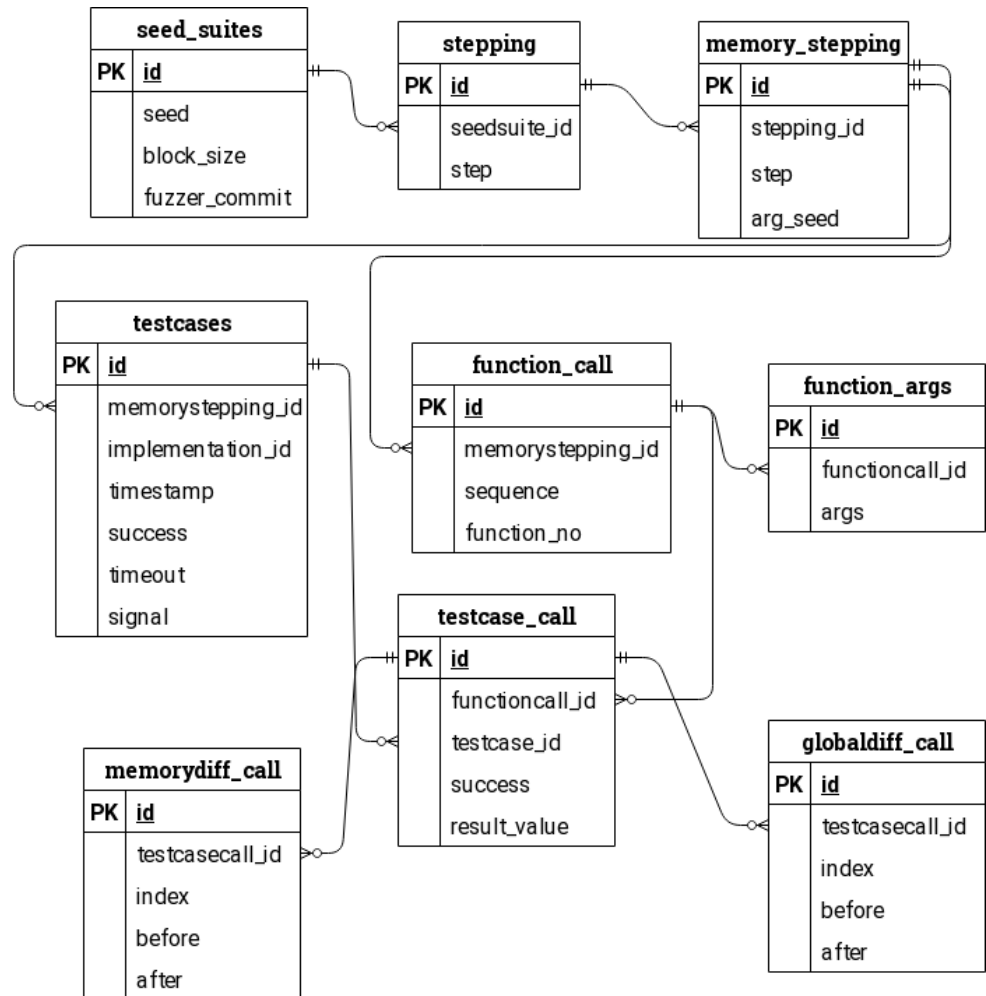 seed_suites
PK id
seed
block_size
fuzzer_commit
stepping
PK id
seedsuite_id
step
memory_stepping
PK id
stepping_id
step
arg_seed
testcases
PK id
memorystepping_id
implementation_id
timestamp
success
timeout
signal
function_call
PK id
memorystepping_id
sequence
function_no
function_args
PK id
functioncall_id
args
testcase_call
PK id
functioncall_id
testcase_id
success
result_value
memorydiff_call
PK id
testcasecall_id
index
before
after
globaldiff_call
PK id
testcasecall_id
index
before
after